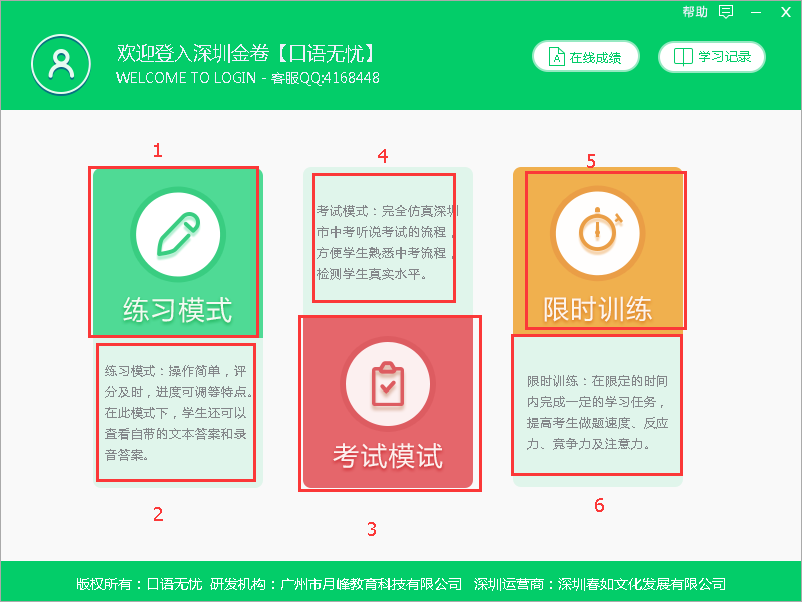 帮助
欢迎登入深圳金卷【口语无忧】
WELCOME TO LOGIN - 客服QQ:4168448
A 在线成绩
学习记录
1
练习模式
练习模式：操作简单，评
分及时，进度可调等特点。
在此模式下，学生还可以
查看自带的文本答案和录
音答案。
2
4
考试模式：完全仿真深圳
市中考听说考试的流程，
方便学生熟悉中考流程，
检测学生真实水平。
考试模试
3
5
限时训练
限时训练：在限定的时间
内完成一定的学习任务，
提高考生做题速度、反应
力、竞争力及注意力。
6
版权所有：口语无忧 研发机构：广州市月峰教育科技有限公司 深圳运营商：深圳春如文化发展有限公司